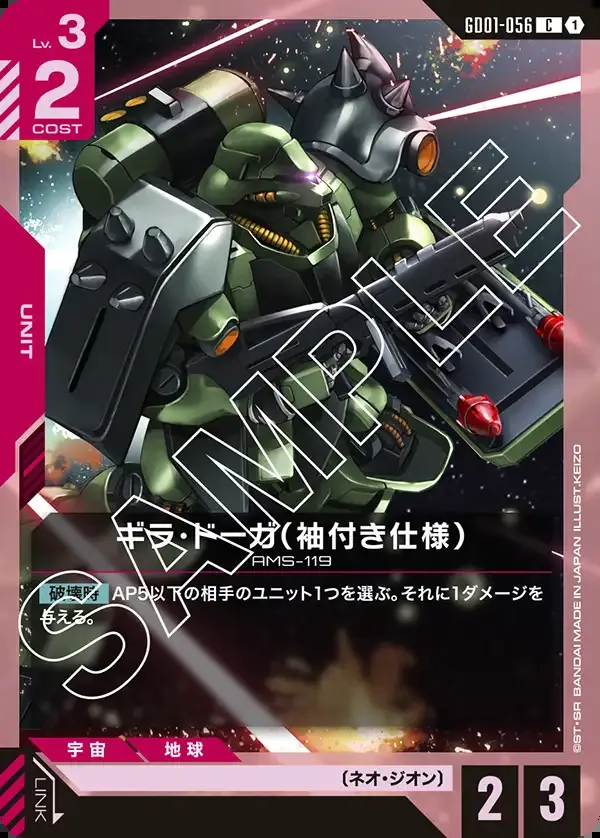 Lv. 3
2
COST
GD01-056 C 1
UNIT
SAMPLE
ギラ・ドーガ(袖付き仕様)
AMS-119
破壊時 AP5以下の相手のユニット1つを選ぶ。それに1ダメージを
与える。
©ST・SR BANDAI MADE IN JAPAN ILLUST.KEIZO
宇宙 地球
LINK
〔ネオ・ジオン〕
2 3